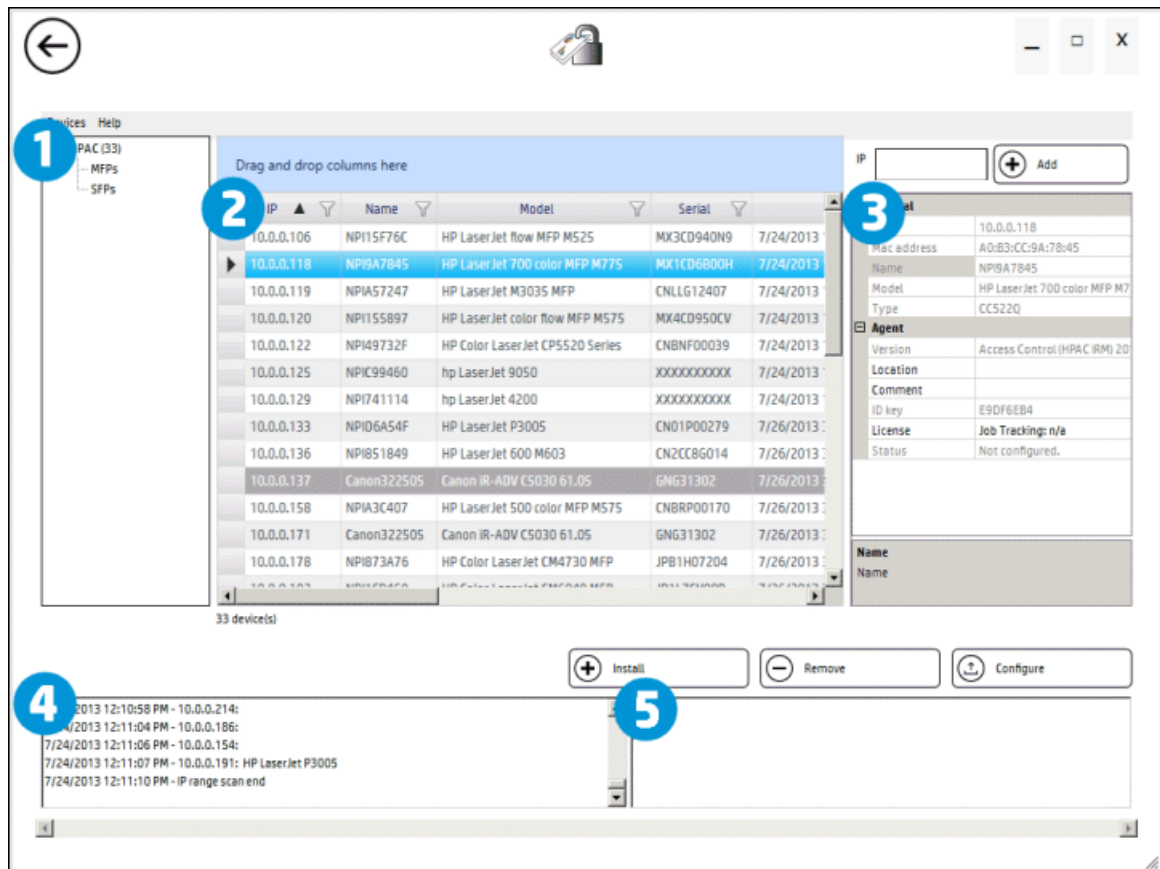 X
Devices Help
1
PAC (33)
MFPs
SFPs
Drag and drop columns here
IP
Add
2
IP Name Model Serial
3
10.0.0.106 NPI15F76C HP LaserJet flow MFP M525 MX3CD940N9 7/24/2013
10.0.0.118 NPI9A7845 HP LaserJet 700 color MFP M775 MX1CD6B00H 7/24/2013
10.0.0.119 NPIA57247 HP LaserJet M3035 MFP CNLLG12407 7/24/2013
10.0.0.120 NPI155897 HP LaserJet color flow MFP M575 MX4CD950CV 7/24/2013
10.0.0.122 NPI49732F HP Color LaserJet CP5520 Series CNBNF00039 7/24/2013
10.0.0.125 NPIC99460 hp LaserJet 9050 XXXXXXXXXX 7/24/2013
10.0.0.129 NPI741114 hp LaserJet 4200 XXXXXXXXXX 7/24/2013
10.0.0.133 NPID6A54F HP LaserJet P3005 CN01P00279 7/26/2013
10.0.0.136 NPI851849 HP LaserJet 600 M603 CN2CC8G014 7/26/2013
10.0.0.137 Canon322505 Canon iR-ADV C5030 61.05 GNG31302 7/26/2013
10.0.0.158 NPIA3C407 HP LaserJet 500 color MFP M575 CNBRP00170 7/26/2013
10.0.0.171 Canon322505 Canon iR-ADV C5030 61.05 GNG31302 7/26/2013
10.0.0.178 NPI873A76 HP Color LaserJet CM4730 MFP JPB1H07204 7/26/2013
10.0.0.118
Mac address A0:B3:CC:9A:78:45
Name NPI9A7845
Model HP LaserJet 700 color MFP M7
Type CC522Q
Agent
Version Access Control (HPAC IRM) 20
Location
Comment
ID key E9DF6EB4
License Job Tracking: n/a
Status Not configured.
Name
Name
33 device(s)
Install
Remove
Configure
4
5
2013 12:10:58 PM - 10.0.0.214:
2013 12:11:04 PM - 10.0.0.186:
7/24/2013 12:11:06 PM - 10.0.0.154:
7/24/2013 12:11:07 PM - 10.0.0.191: HP LaserJet P3005
7/24/2013 12:11:10 PM - IP range scan end